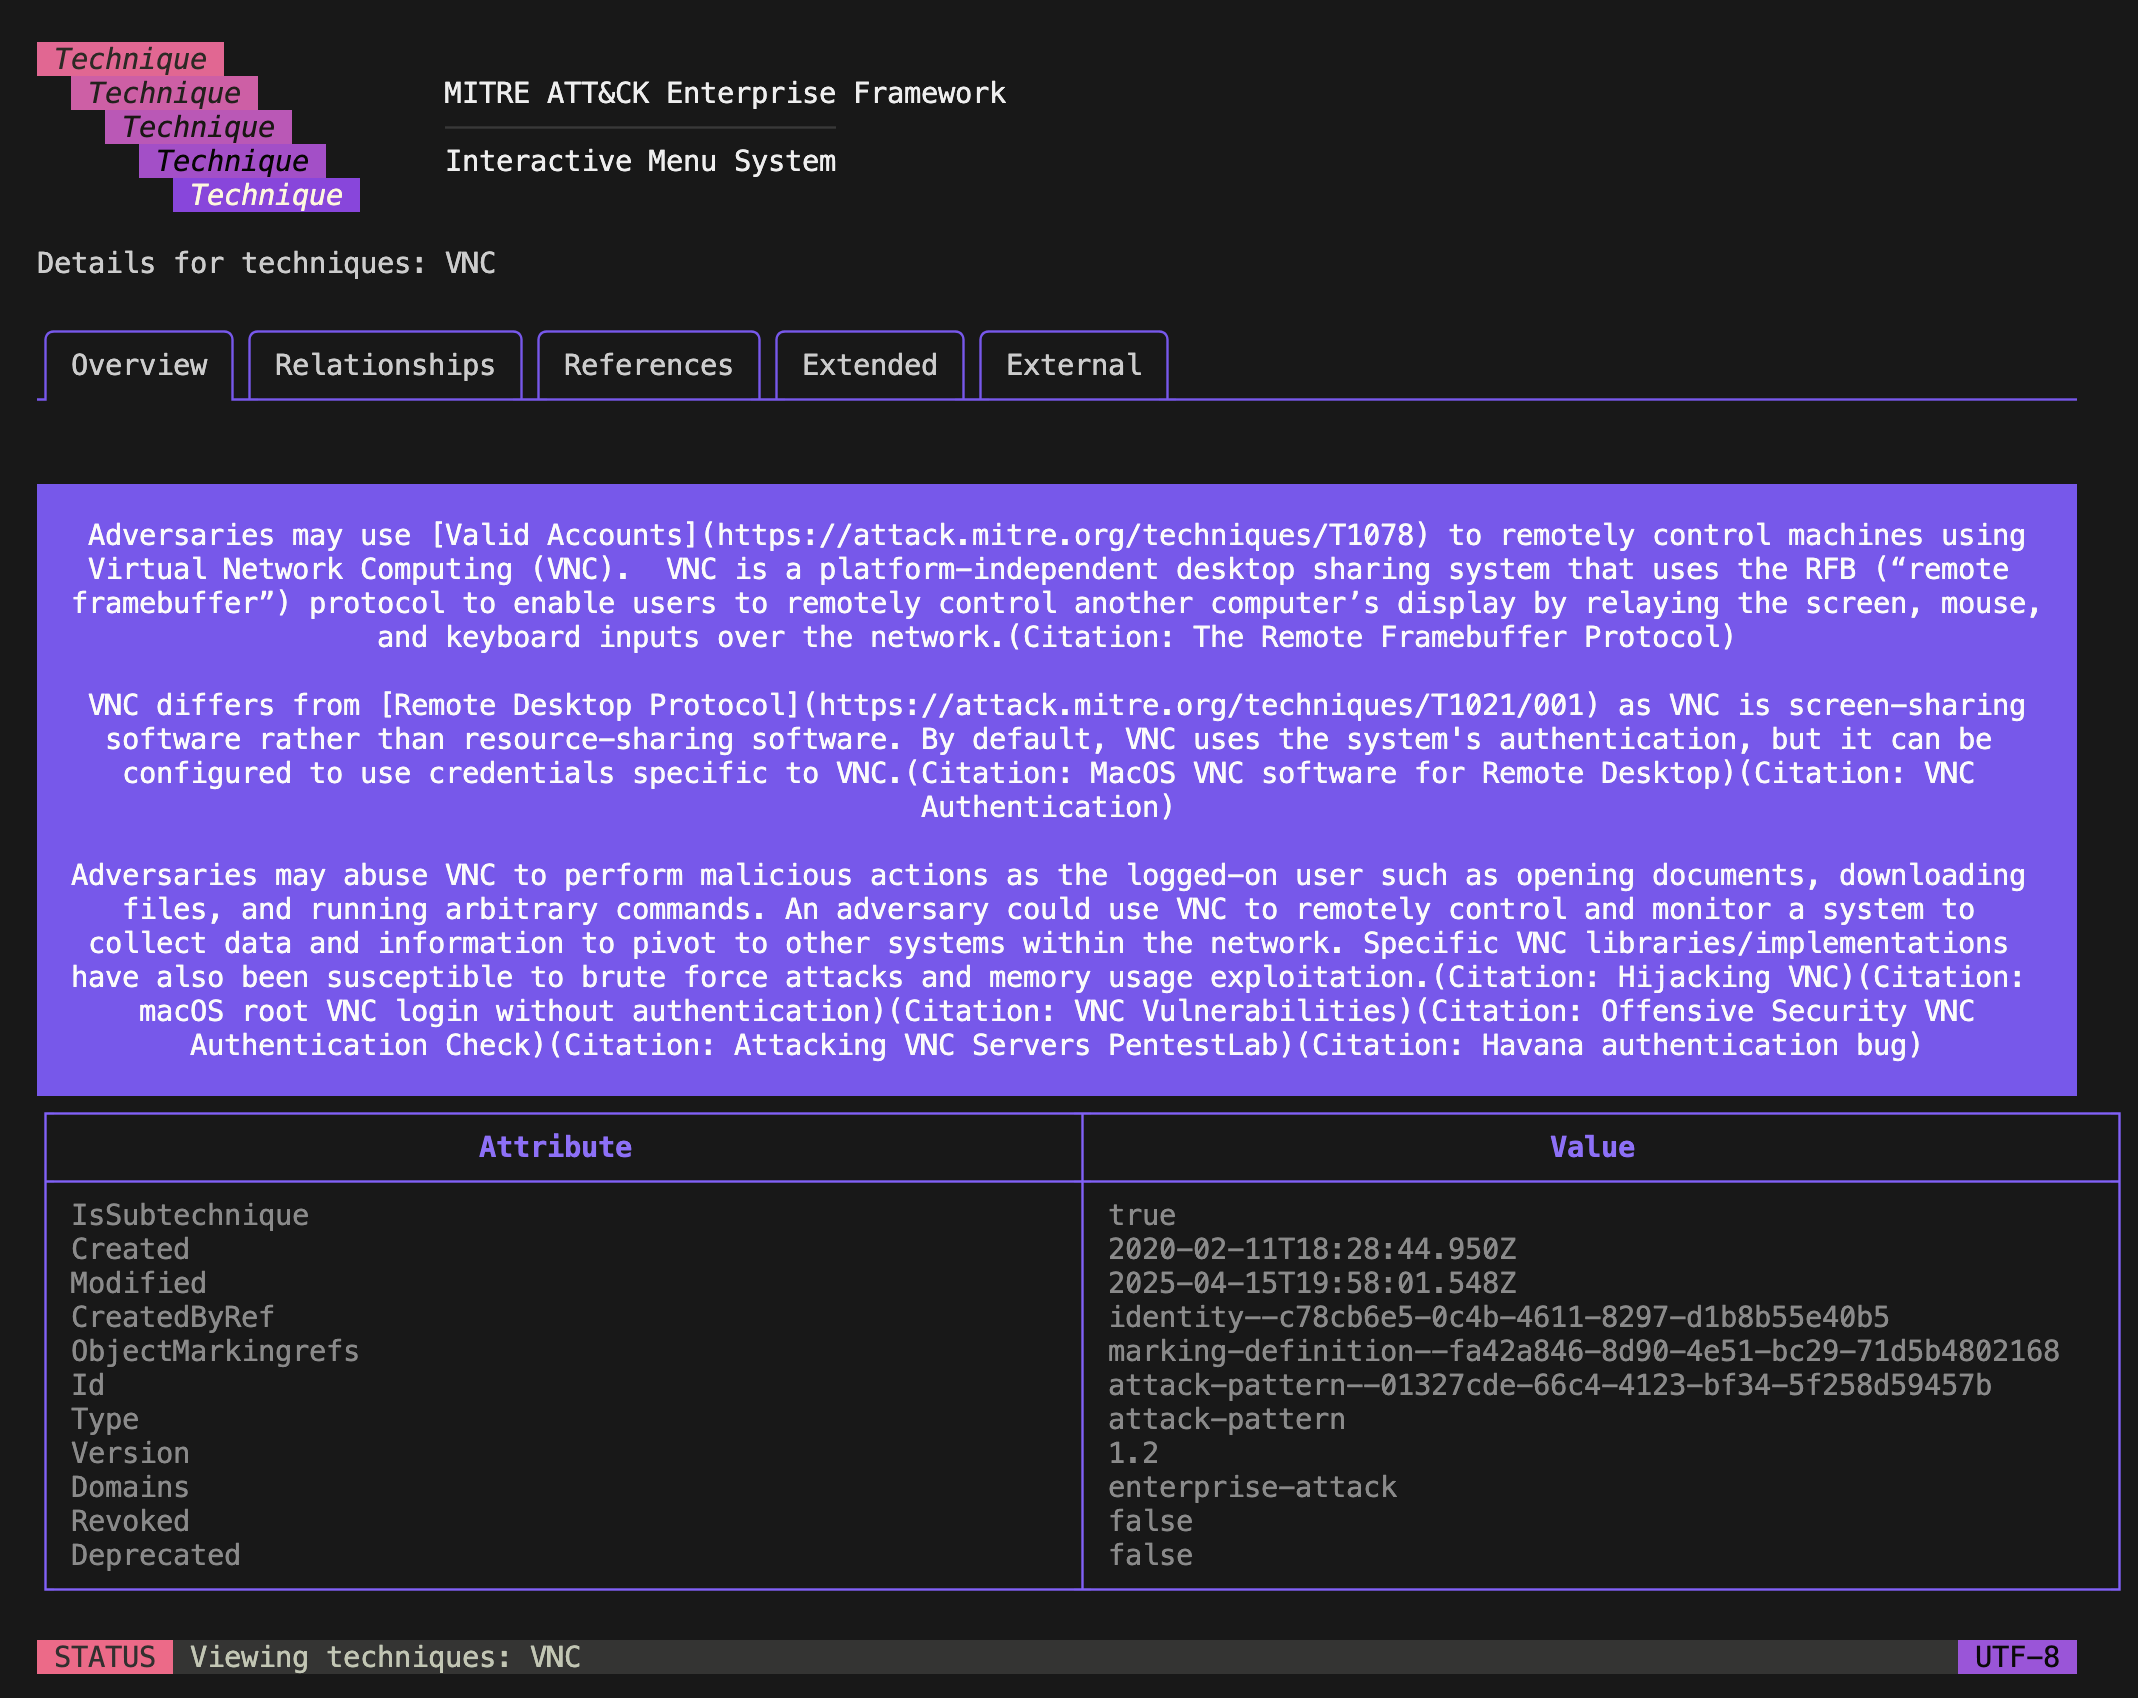 Technique
Technique
MITRE ATT&CK Enterprise Framework
Technique
Technique
Interactive Menu System
Technique
Details for techniques: VNC
Overview
Relationships
References
Extended
External
Adversaries may use [Valid Accounts](https://attack.mitre.org/techniques/T1078) to remotely control machines using
Virtual Network Computing (VNC).  VNC is a platform-independent desktop sharing system that uses the RFB (“remote
framebuffer”) protocol to enable users to remotely control another computer’s display by relaying the screen, mouse,
and keyboard inputs over the network.(Citation: The Remote Framebuffer Protocol)
VNC differs from [Remote Desktop Protocol](https://attack.mitre.org/techniques/T1021/001) as VNC is screen-sharing
software rather than resource-sharing software. By default, VNC uses the system's authentication, but it can be
configured to use credentials specific to VNC.(Citation: MacOS VNC software for Remote Desktop)(Citation: VNC
Authentication)
Adversaries may abuse VNC to perform malicious actions as the logged-on user such as opening documents, downloading
files, and running arbitrary commands. An adversary could use VNC to remotely control and monitor a system to
collect data and information to pivot to other systems within the network. Specific VNC libraries/implementations
have also been susceptible to brute force attacks and memory usage exploitation.(Citation: Hijacking VNC)(Citation:
macOS root VNC login without authentication)(Citation: VNC Vulnerabilities)(Citation: Offensive Security VNC
Authentication Check)(Citation: Attacking VNC Servers PentestLab)(Citation: Havana authentication bug)
Attribute Value
IsSubtechnique true
Created 2020-02-11T18:28:44.950Z
Modified 2025-04-15T19:58:01.548Z
CreatedByRef identity--c78cb6e5-0c4b-4611-8297-d1b8b55e40b5
ObjectMarkingrefs marking-definition--fa42a846-8d90-4e51-bc29-71d5b4802168
Id attack-pattern--01327cde-66c4-4123-bf34-5f258d59457b
Type attack-pattern
Version 1.2
Domains enterprise-attack
Revoked false
Deprecated false
STATUS Viewing techniques: VNC UTF-8